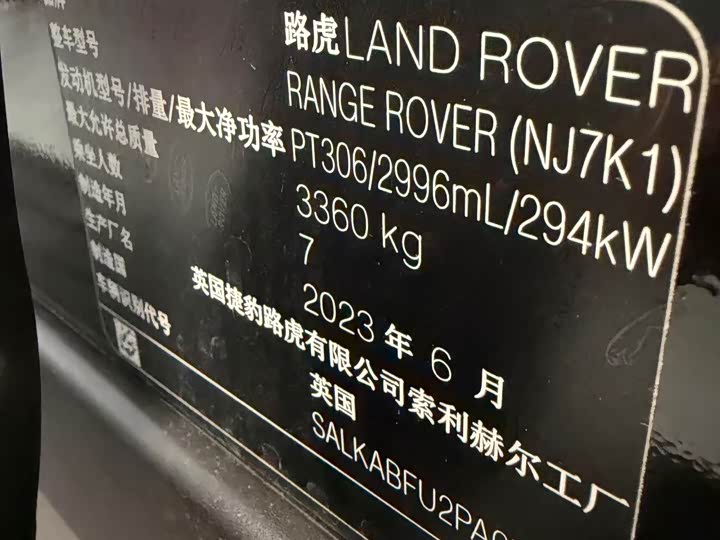 品牌 路虎LAND ROVER
整车型号 RANGE ROVER (NJ7K1)
发动机型号/排量/最大净功率 PT306/2996mL/294kW
最大允许总质量 3360 kg
乘坐人数 7
制造年月 2023 年 6 月
生产厂名 英国捷豹路虎有限公司索利赫尔工厂
制造国 英国
车辆识别代号 SALKABFU2PA